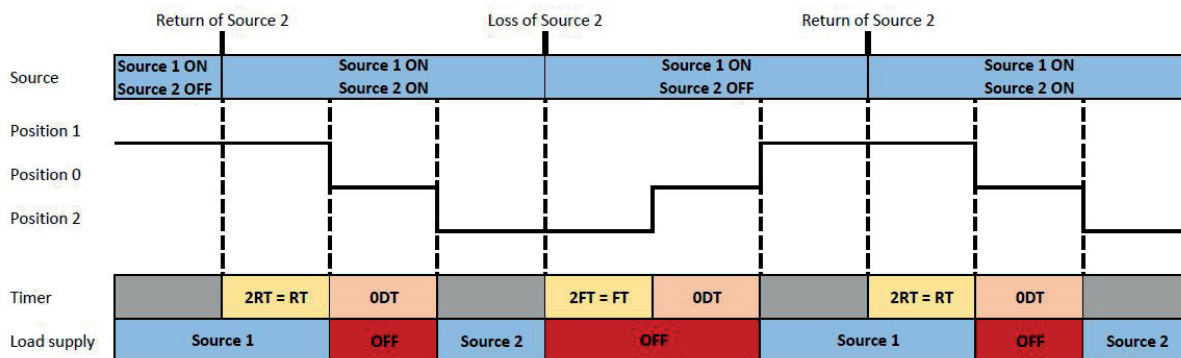 Return of Source 2 Loss of Source 2 Return of Source 2
Source
Source 1 ON Source 1 ON Source 1 ON Source 1 ON
Source 2 OFF Source 2 ON Source 2 OFF Source 2 ON
Position 1
Position 0
Position 2
Timer 2RT = RT 0DT 2FT = FT 0DT 2RT = RT 0DT
Load supply Source 1 OFF Source 2 OFF Source 1 OFF Source 2